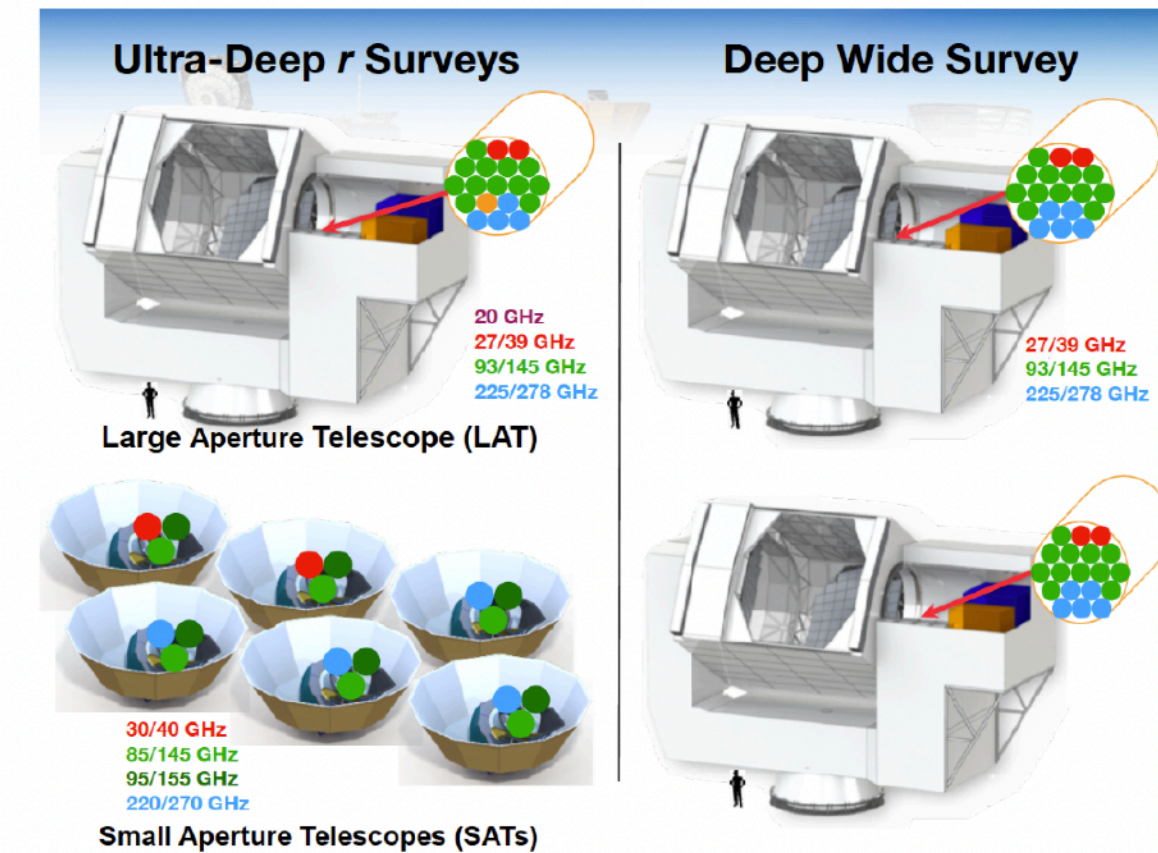 Ultra-Deep r Surveys
20 GHz
27/39 GHz
93/145 GHz
225/278 GHz
Large Aperture Telescope (LAT)
30/40 GHz
85/145 GHz
95/155 GHz
220/270 GHz
Small Aperture Telescopes (SATs)
Deep Wide Survey
27/39 GHz
93/145 GHz
225/278 GHz